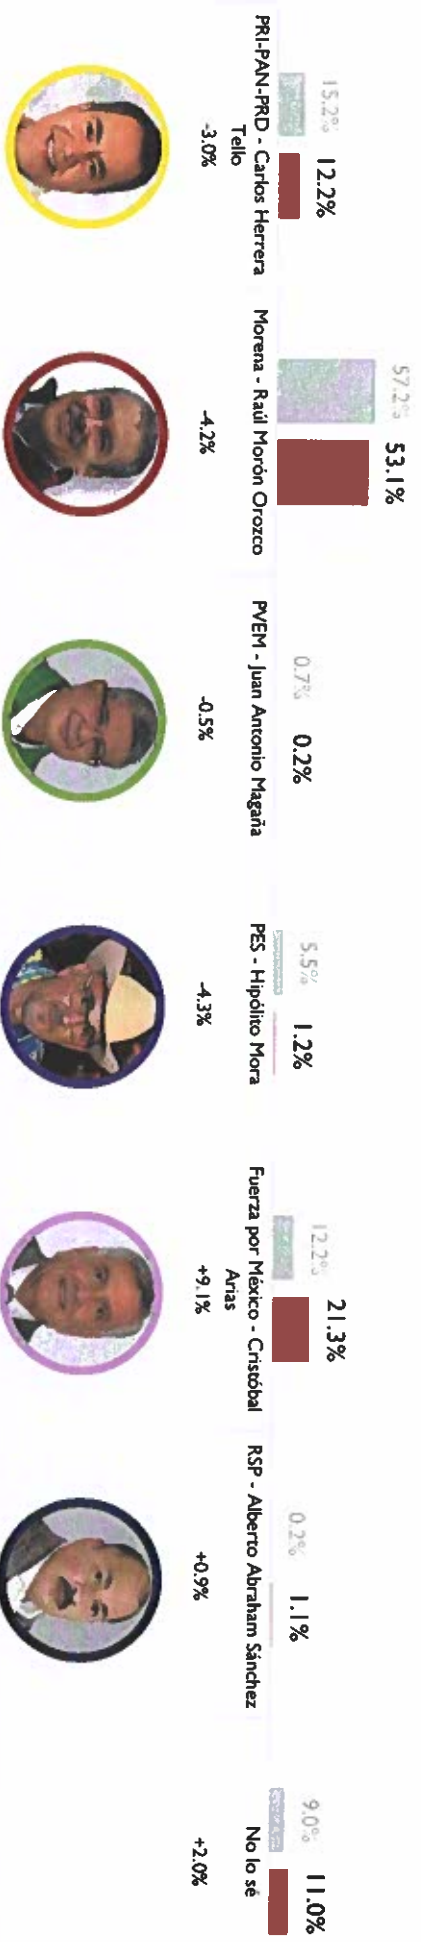 15.2%
12.2%
PRI-PAN-PRD - Carlos Herrera
Tello
-3.0%
57.2%
53.1%
Morena - Raúl Morón Orozco
-4.2%
0.7%
0.2%
PVEM - Juan Antonio Magaña
-0.5%
5.5%
1.2%
PES - Hipólito Mora
-4.3%
12.2%
21.3%
Fuerza por México - Cristóbal
Arias
+9.1%
0.2%
1.1%
RSP - Alberto Abraham Sánchez
+0.9%
9.0%
11.0%
No lo sé
+2.0%